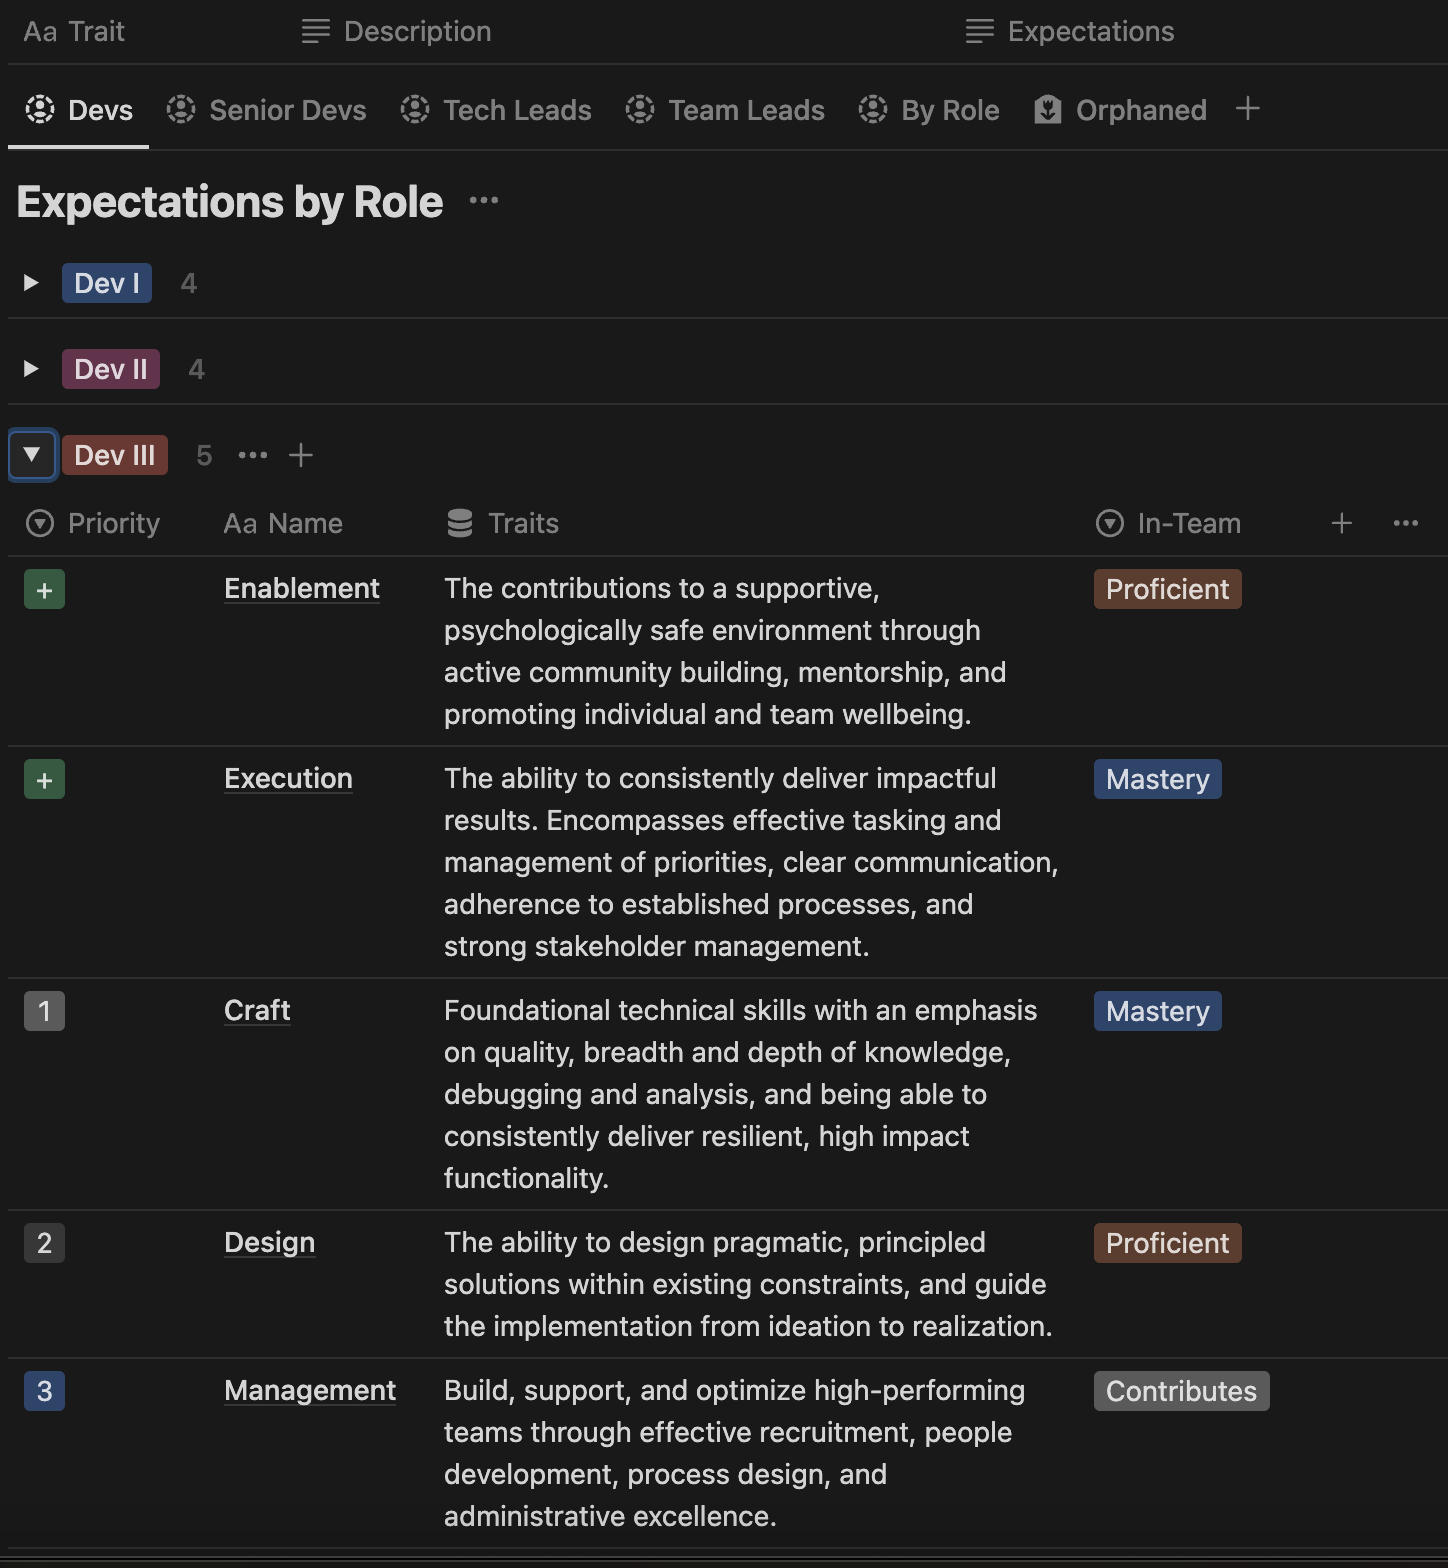 Aa Trait Description Expectations
Devs Senior Devs Tech Leads Team Leads By Role Orphaned +
Expectations by Role ...
Dev I 4
Dev II 4
Dev III 5 ... +
Priority Aa Name Traits In-Team + ...
+ Enablement The contributions to a supportive, Proficient
psychologically safe environment through
active community building, mentorship, and
promoting individual and team wellbeing.
+ Execution The ability to consistently deliver impactful Mastery
results. Encompasses effective tasking and
management of priorities, clear communication,
adherence to established processes, and
strong stakeholder management.
1 Craft Foundational technical skills with an emphasis Mastery
on quality, breadth and depth of knowledge,
debugging and analysis, and being able to
consistently deliver resilient, high impact
functionality.
2 Design The ability to design pragmatic, principled Proficient
solutions within existing constraints, and guide
the implementation from ideation to realization.
3 Management Build, support, and optimize high-performing Contributes
teams through effective recruitment, people
development, process design, and
administrative excellence.